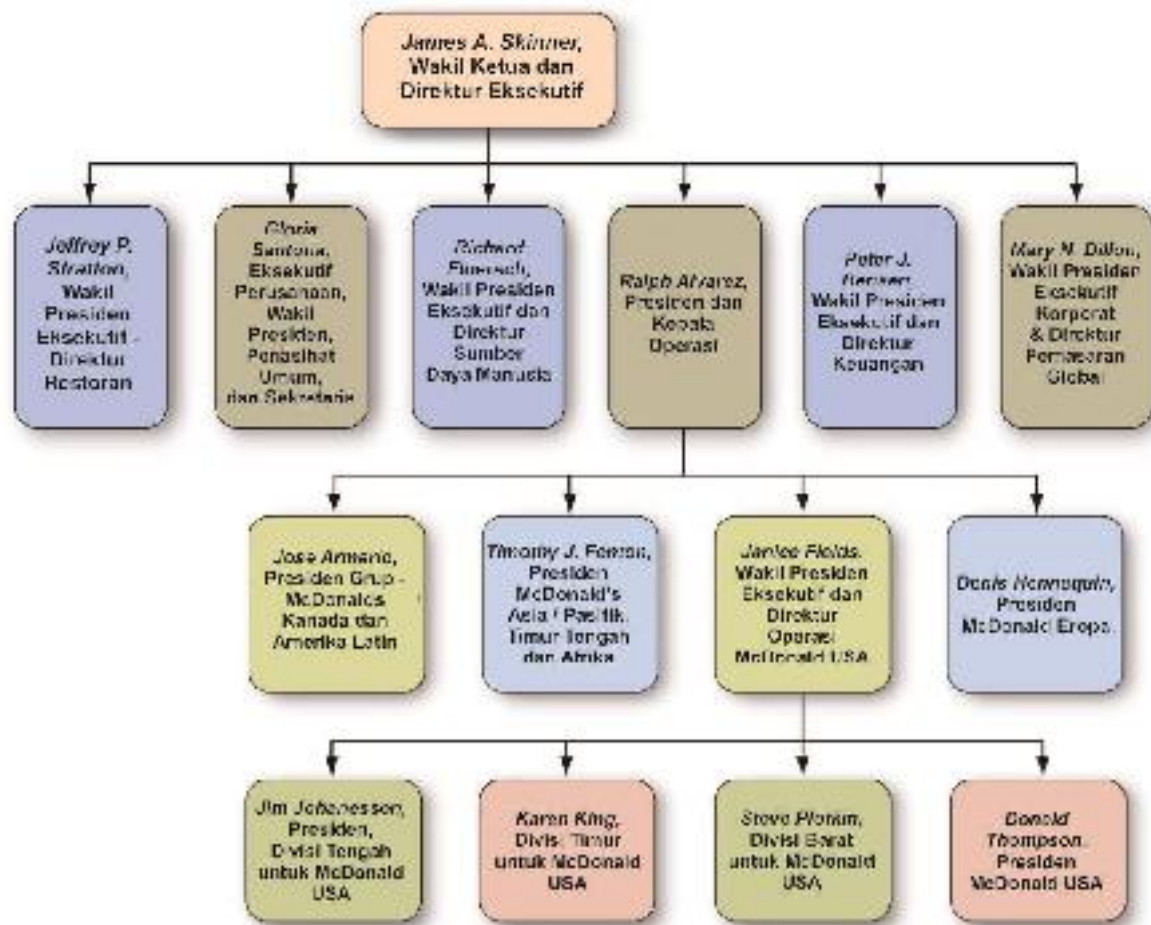 James A. Skinner,
Wakil Ketua dan
Direktur Eksekutif
Jeffrey P.
Stratton,
Wakil
Presiden
Eksekutif -
Direktur
Restoran
Gloria
Santona,
Eksekutif
Perusahaan,
Wakil
Presiden,
Penasihat
Umum,
dan Sekretaris
Richard
Wakil Presiden
Eksekutif dan
Direktur
Sumber
Daya Manusia
Ralph Alvarez,
Presiden dan
Kepala
Operasi
Peter J.
Wakil Presiden
Eksekutif dan
Direktur
Keuangan
Mary N. Dillon,
Wakil Presiden
Eksekutif
Korporat
& Direktur
Pemasaran
Global
Jose Armario,
Presiden Grup -
McDonalds
Kanada dan
Amerika Latin
Timothy J. Fenton,
Presiden
McDonald's
Asia / Pasifik,
Timur Tengah
dan Afrika
Janice Fields,
Wakil Presiden
Eksekutif dan
Direktur
Operasi
McDonald USA
Denis Hennequin,
Presiden
McDonald Eropa
Jim Johannesen,
Presiden,
Divisi Tengah
untuk McDonald
USA
Karen King,
Divisi Timur
untuk McDonald
USA
Steve Plotkin,
Divisi Barat
untuk McDonald
USA
Donald
Thompson,
Presiden
McDonald USA